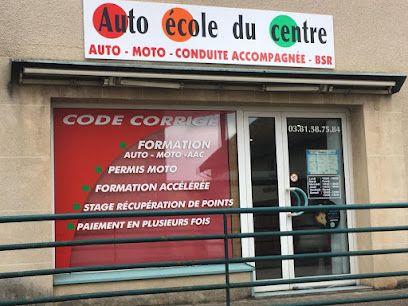 Auto école du centre
AUTO - MOTO - CONDUITE ACCOMPAGNÉE - BSR
CODE CORRIGÉ
FORMATION
AUTO - MOTO - AAC
PERMIS MOTO
FORMATION ACCÉLÉRÉE
STAGE RÉCUPÉRATION DE POINTS
PAIEMENT EN PLUSIEURS FOIS
03.81.58.75.84